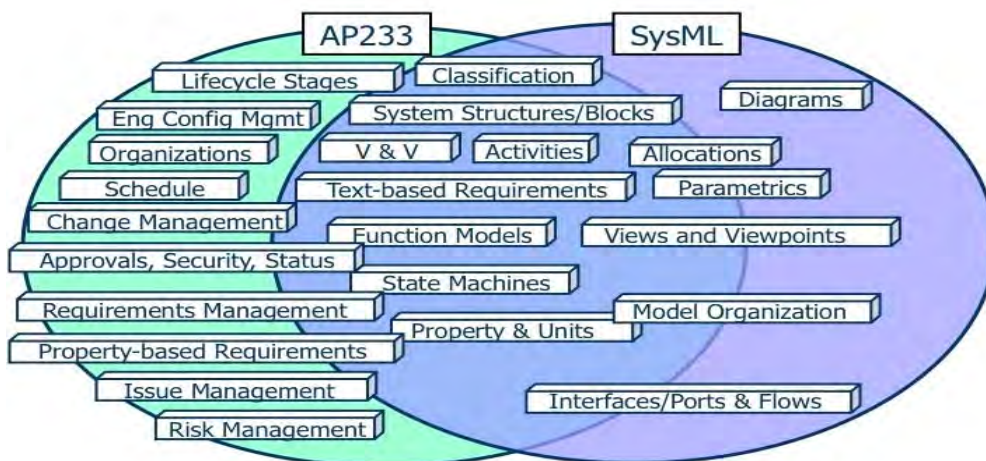 AP233
SysML
Lifecycle Stages
Classification
Diagrams
Eng Config Mgmt
System Structures/Blocks
Organizations
V & V
Activities
Allocations
Schedule
Text-based Requirements
Parametrics
Change Management
Function Models
Views and Viewpoints
Approvals, Security, Status
State Machines
Requirements Management
Model Organization
Property & Units
Property-based Requirements
Issue Management
Interfaces/Ports & Flows
Risk Management